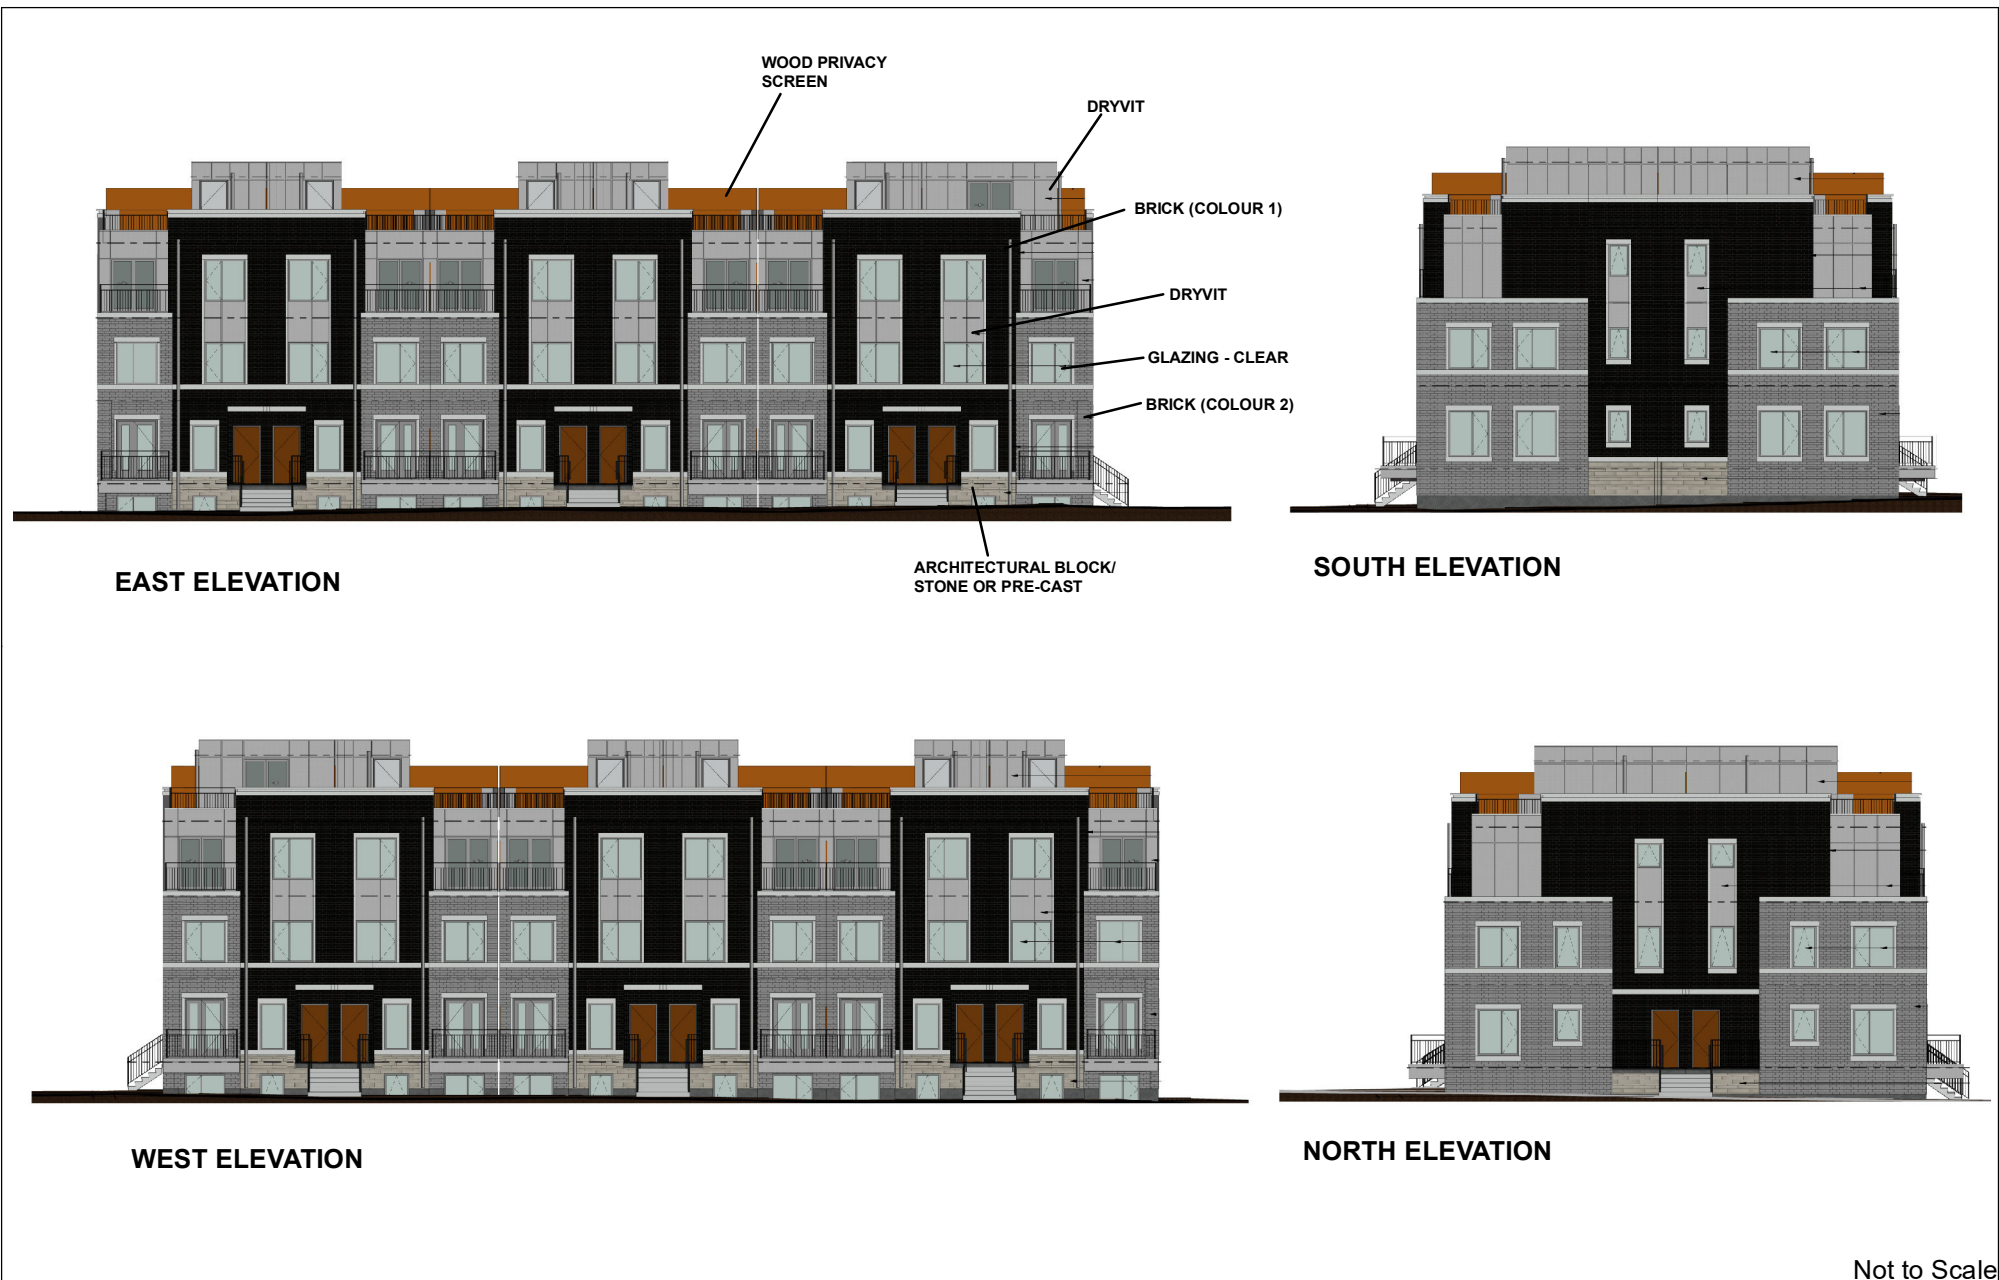 WOOD PRIVACY
SCREEN
DRYVIT
BRICK (COLOUR 1)
DRYVIT
GLAZING - CLEAR
BRICK (COLOUR 2)
ARCHITECTURAL BLOCK/
STONE OR PRE-CAST
EAST ELEVATION
SOUTH ELEVATION
WEST ELEVATION
NORTH ELEVATION
Not to Scale